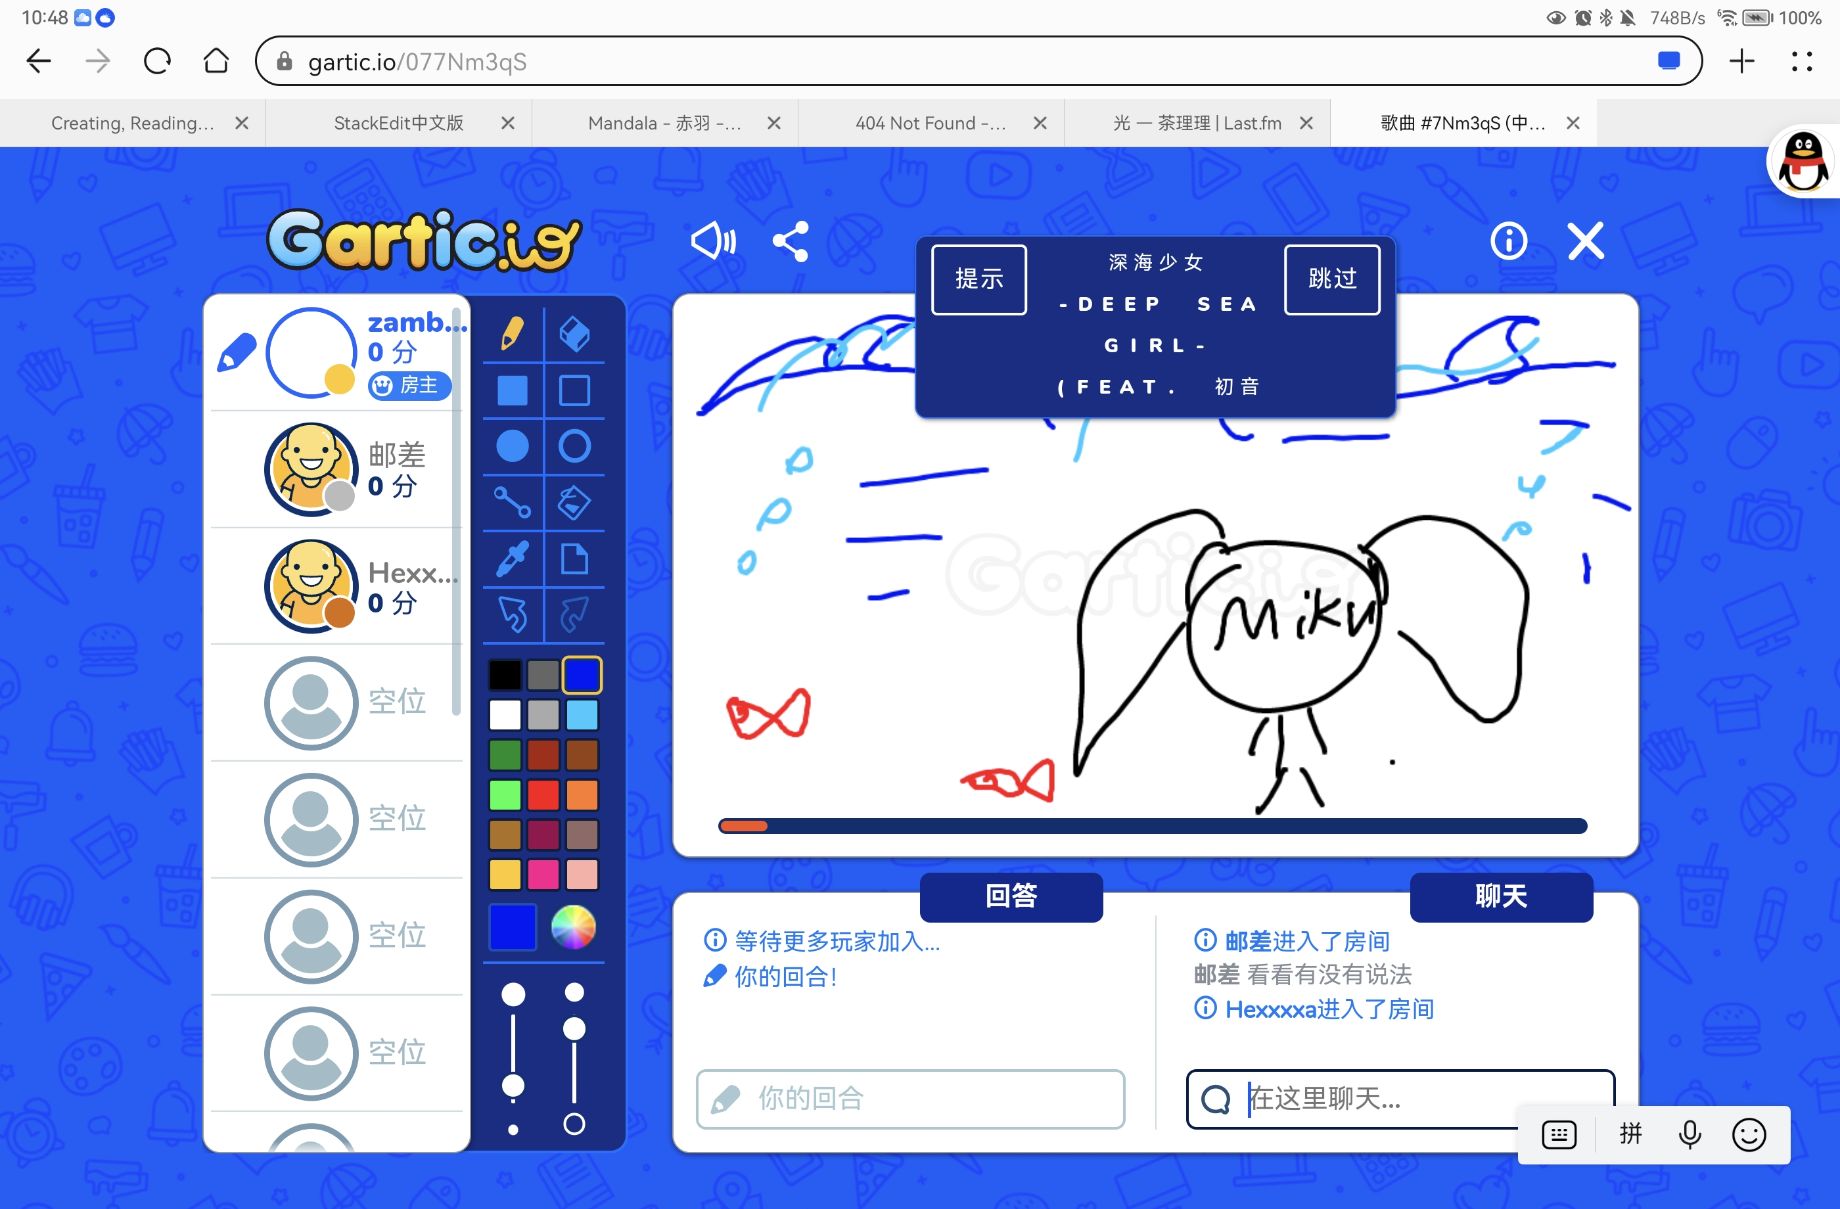 10:48
748B/s
6
100%
gartic.io/077Nm3qS
Creating, Reading...
StackEdit中文版
Mandala - 赤羽 -...
404 Not Found -...
光 — 茶理理 | Last.fm
歌曲 #7Nm3qS (中...
Gartic.io
提示
深海少女
-DEEP SEA
GIRL-
(FEAT. 初音
跳过
zamb...
0 分
房主
邮差
0 分
Hexx...
0 分
空位
空位
空位
空位
Gartic.io
Miku
回答
等待更多玩家加入...
你的回合!
你的回合
聊天
邮差进入了房间
邮差 看看有没有说法
Hexxxxa进入了房间
在这里聊天...
拼